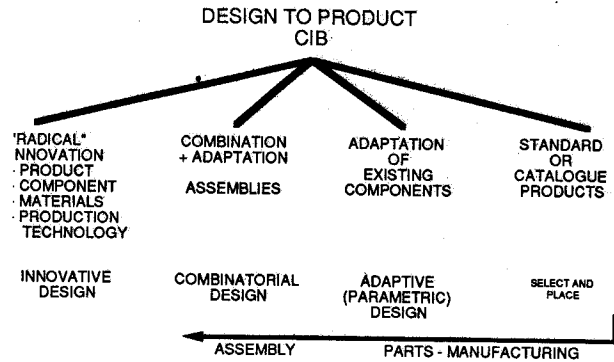 DESIGN TO PRODUCT
CIB
"RADICAL"
NNOVATION
· PRODUCT
· COMPONENT
· MATERIALS
· PRODUCTION
TECHNOLOGY
COMBINATION
+ ADAPTATION
ASSEMBLIES
ADAPTATION
OF
EXISTING
COMPONENTS
STANDARD
OR
CATALOGUE
PRODUCTS
INNOVATIVE
DESIGN
COMBINATORIAL
DESIGN
ADAPTIVE
(PARAMETRIC)
DESIGN
SELECT AND
PLACE
ASSEMBLY
PARTS - MANUFACTURING